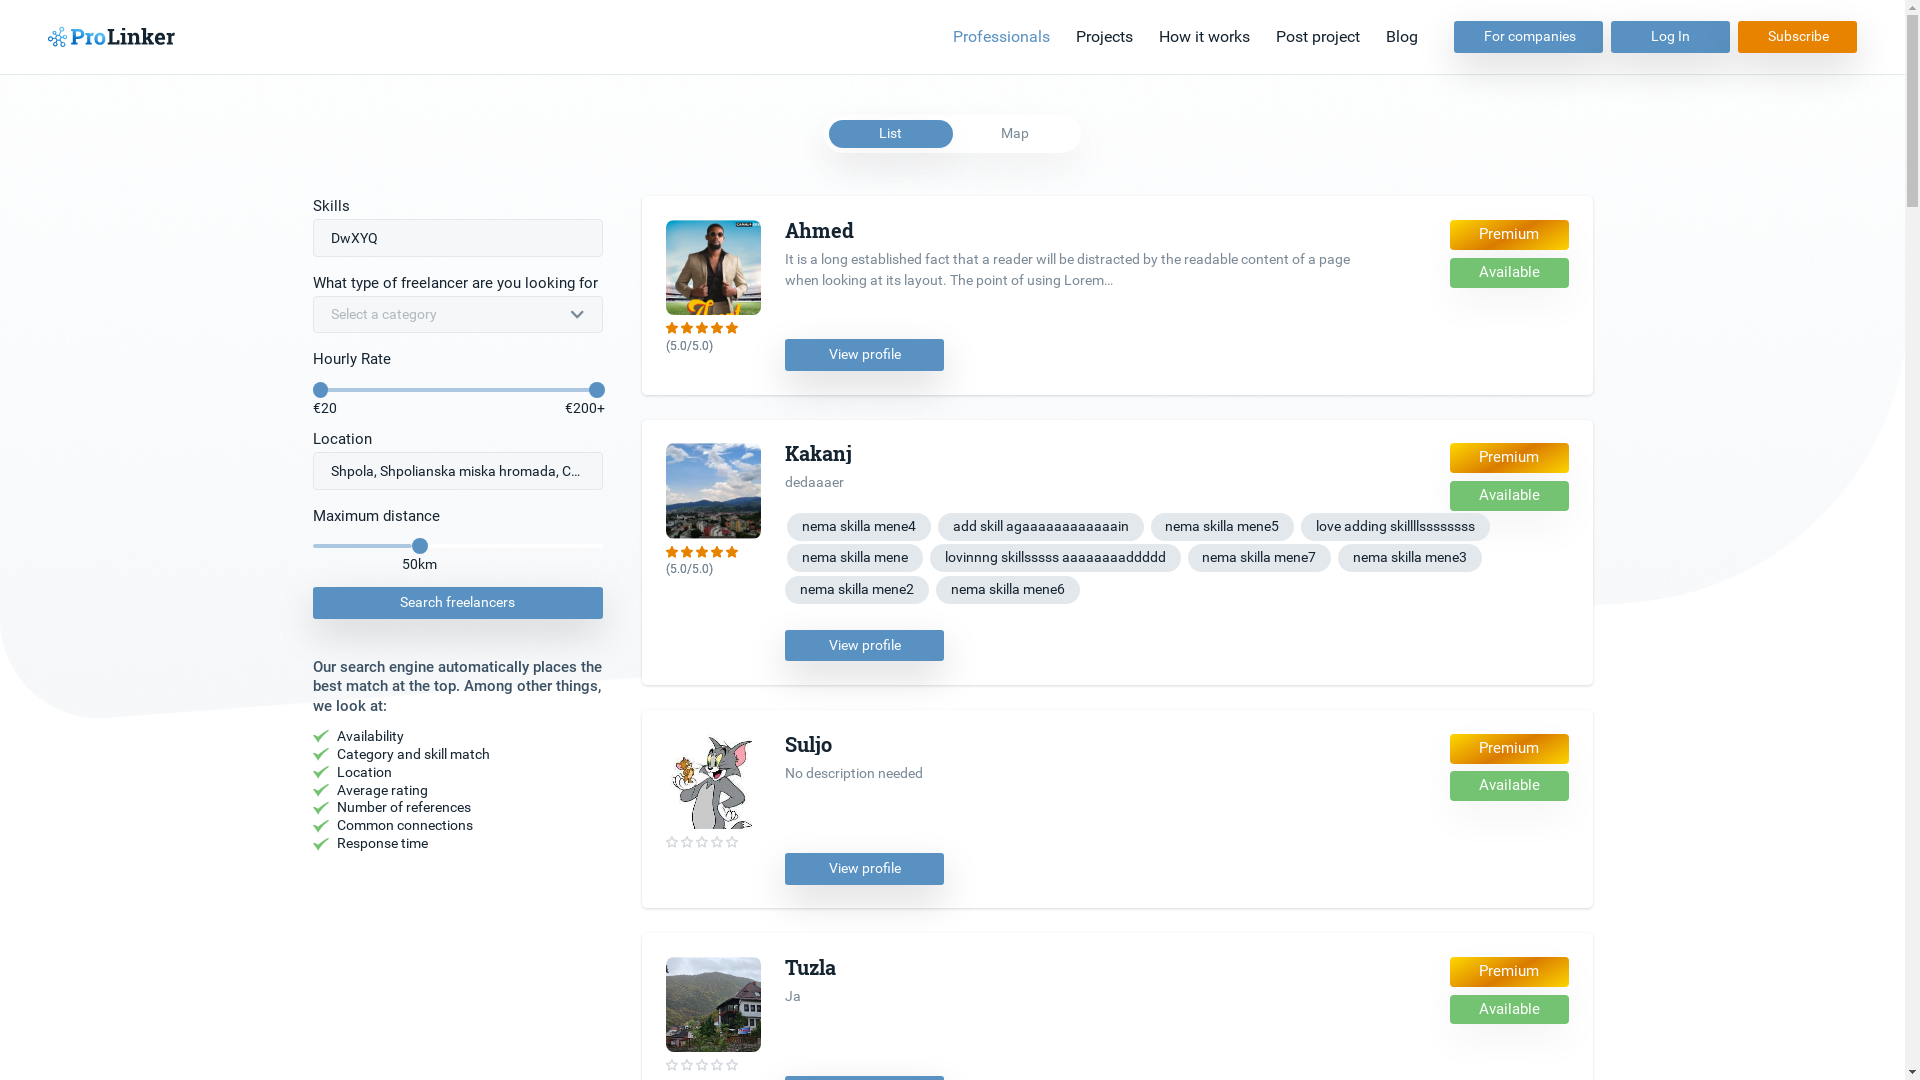 ProLinker
Professionals
Projects
How it works
Post project
Blog
For companies
Log In
Subscribe
List
Map
Skills
DwXYQ
What type of freelancer are you looking for
Select a category
Hourly Rate
€20
€200+
Location
Shpola, Shpolianska miska hromada, C...
Maximum distance
50km
Search freelancers
Our search engine automatically places the
best match at the top. Among other things,
we look at:
Availability
Category and skill match
Location
Average rating
Number of references
Common connections
Response time
Ahmed
It is a long established fact that a reader will be distracted by the readable content of a page
when looking at its layout. The point of using Lorem...
(5.0/5.0)
View profile
Premium
Available
Kakanj
dedaaaer
nema skilla mene4
add skill agaaaaaaaaaaaain
nema skilla mene5
love adding skillllssssssss
nema skilla mene
lovinnng skillsssss aaaaaaaaddddd
nema skilla mene7
nema skilla mene3
nema skilla mene2
nema skilla mene6
(5.0/5.0)
View profile
Premium
Available
Suljo
No description needed
View profile
Premium
Available
Tuzla
Ja
Premium
Available